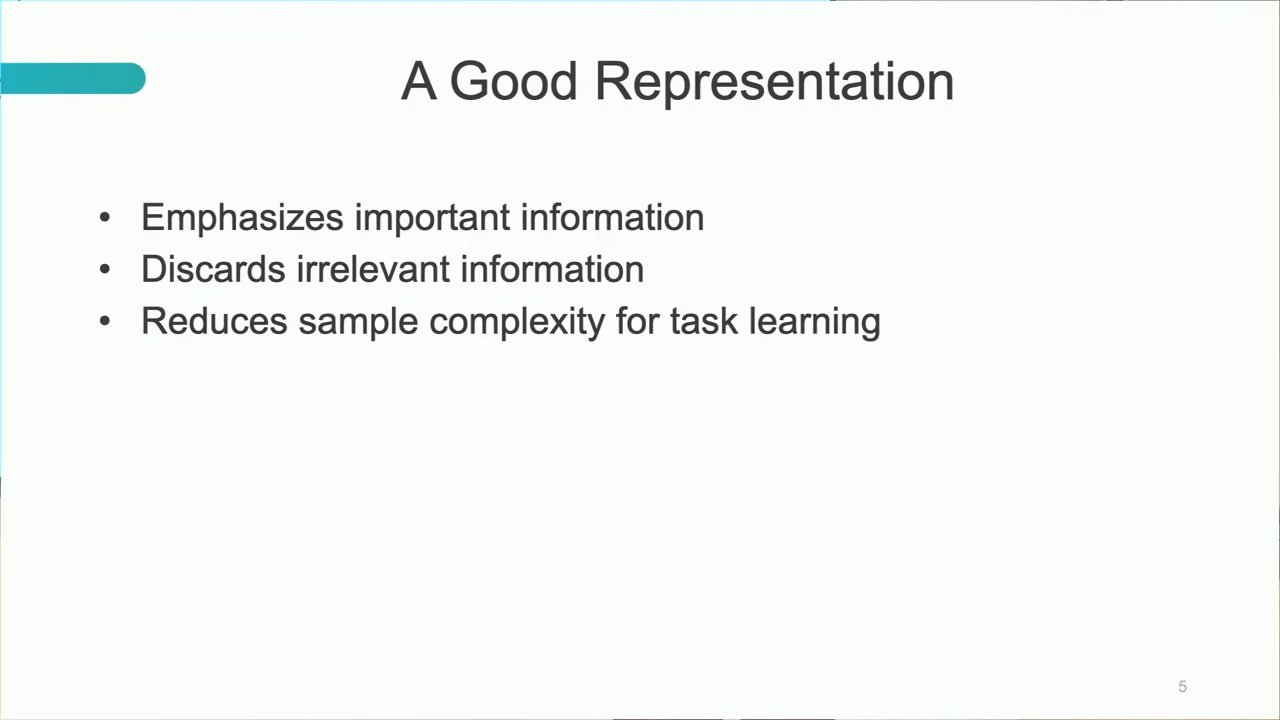 A Good Representation
• Emphasizes important information
• Discards irrelevant information
• Reduces sample complexity for task learning
5